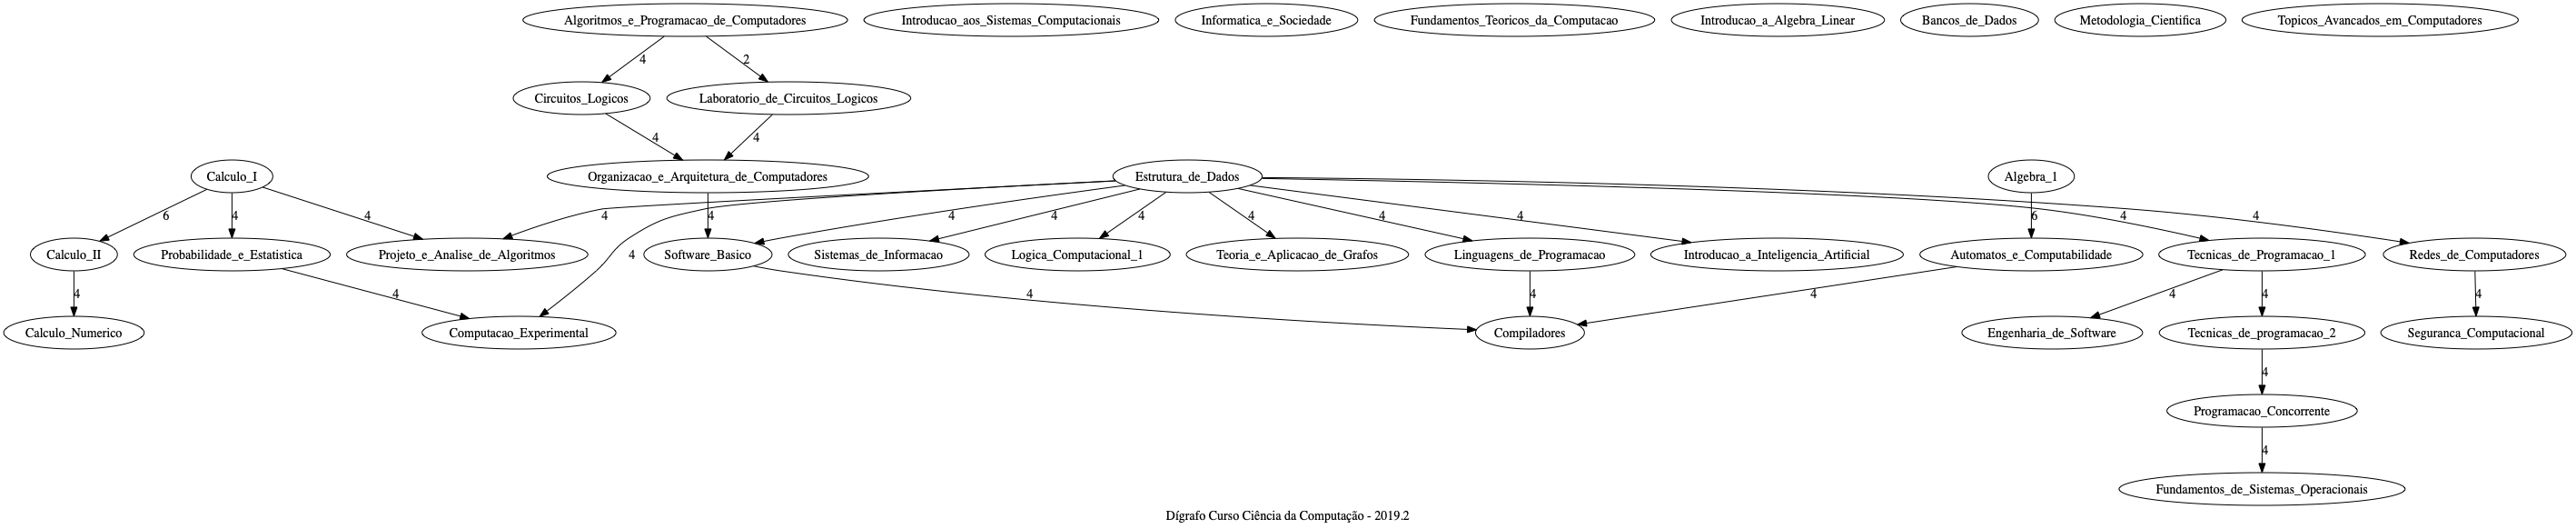 Algoritmos_e_Programacao_de_Computadores
Introducao_aos_Sistemas_Computacionais
Informatica_e_Sociedade
Fundamentos_Teoricos_da_Computacao
Introducao_a_Algebra_Linear
Bancos_de_Dados
Metodologia_Cientifica
Topicos_Avancados_em_Computadores
4
2
Circuitos_Logicos
Laboratorio_de_Circuitos_Logicos
4
4
Calculo_I
Organizacao_e_Arquitetura_de_Computadores
Estrutura_de_Dados
Algebra_1
6
4
4
4
4
4
4
4
4
4
4
6
4
4
Calculo_II
Probabilidade_e_Estatistica
Projeto_e_Analise_de_Algoritmos
4
Software_Basico
Sistemas_de_Informacao
Logica_Computacional_1
Teoria_e_Aplicacao_de_Grafos
Linguagens_de_Programacao
Introducao_a_Inteligencia_Artificial
Automatos_e_Computabilidade
Tecnicas_de_Programacao_1
Redes_de_Computadores
4
4
4
4
4
4
4
4
Calculo_Numerico
Computacao_Experimental
Compiladores
Engenharia_de_Software
Tecnicas_de_programacao_2
Seguranca_Computacional
4
Programacao_Concorrente
4
Fundamentos_de_Sistemas_Operacionais
Dígrafo Curso Ciência da Computação - 2019.2